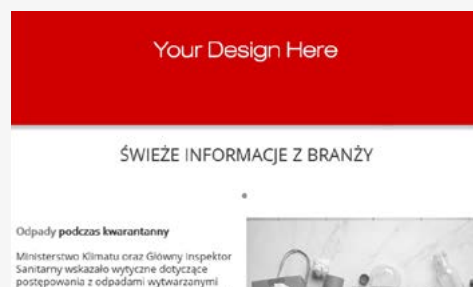 Your Design Here
ŚWIEŻE INFORMACJE Z BRANŻY
Odpady podczas kwarantanny
Ministerstwo Klimatu oraz Główny Inspektor
Sanitarny wskazało wytyczne dotyczące
postępowania z odpadami wytwarzanymi